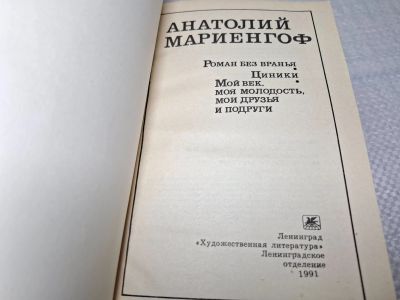 АНАТОЛИЙ
МАРИЕНГОФ
РОМАН БЕЗ ВРАНЬЯ
ЦИНИКИ
МОЙ ВЕК,
МОЯ МОЛОДОСТЬ,
МОИ ДРУЗЬЯ
И ПОДРУГИ
Ленинград
«Художественная литература»
Ленинградское
отделение
1991